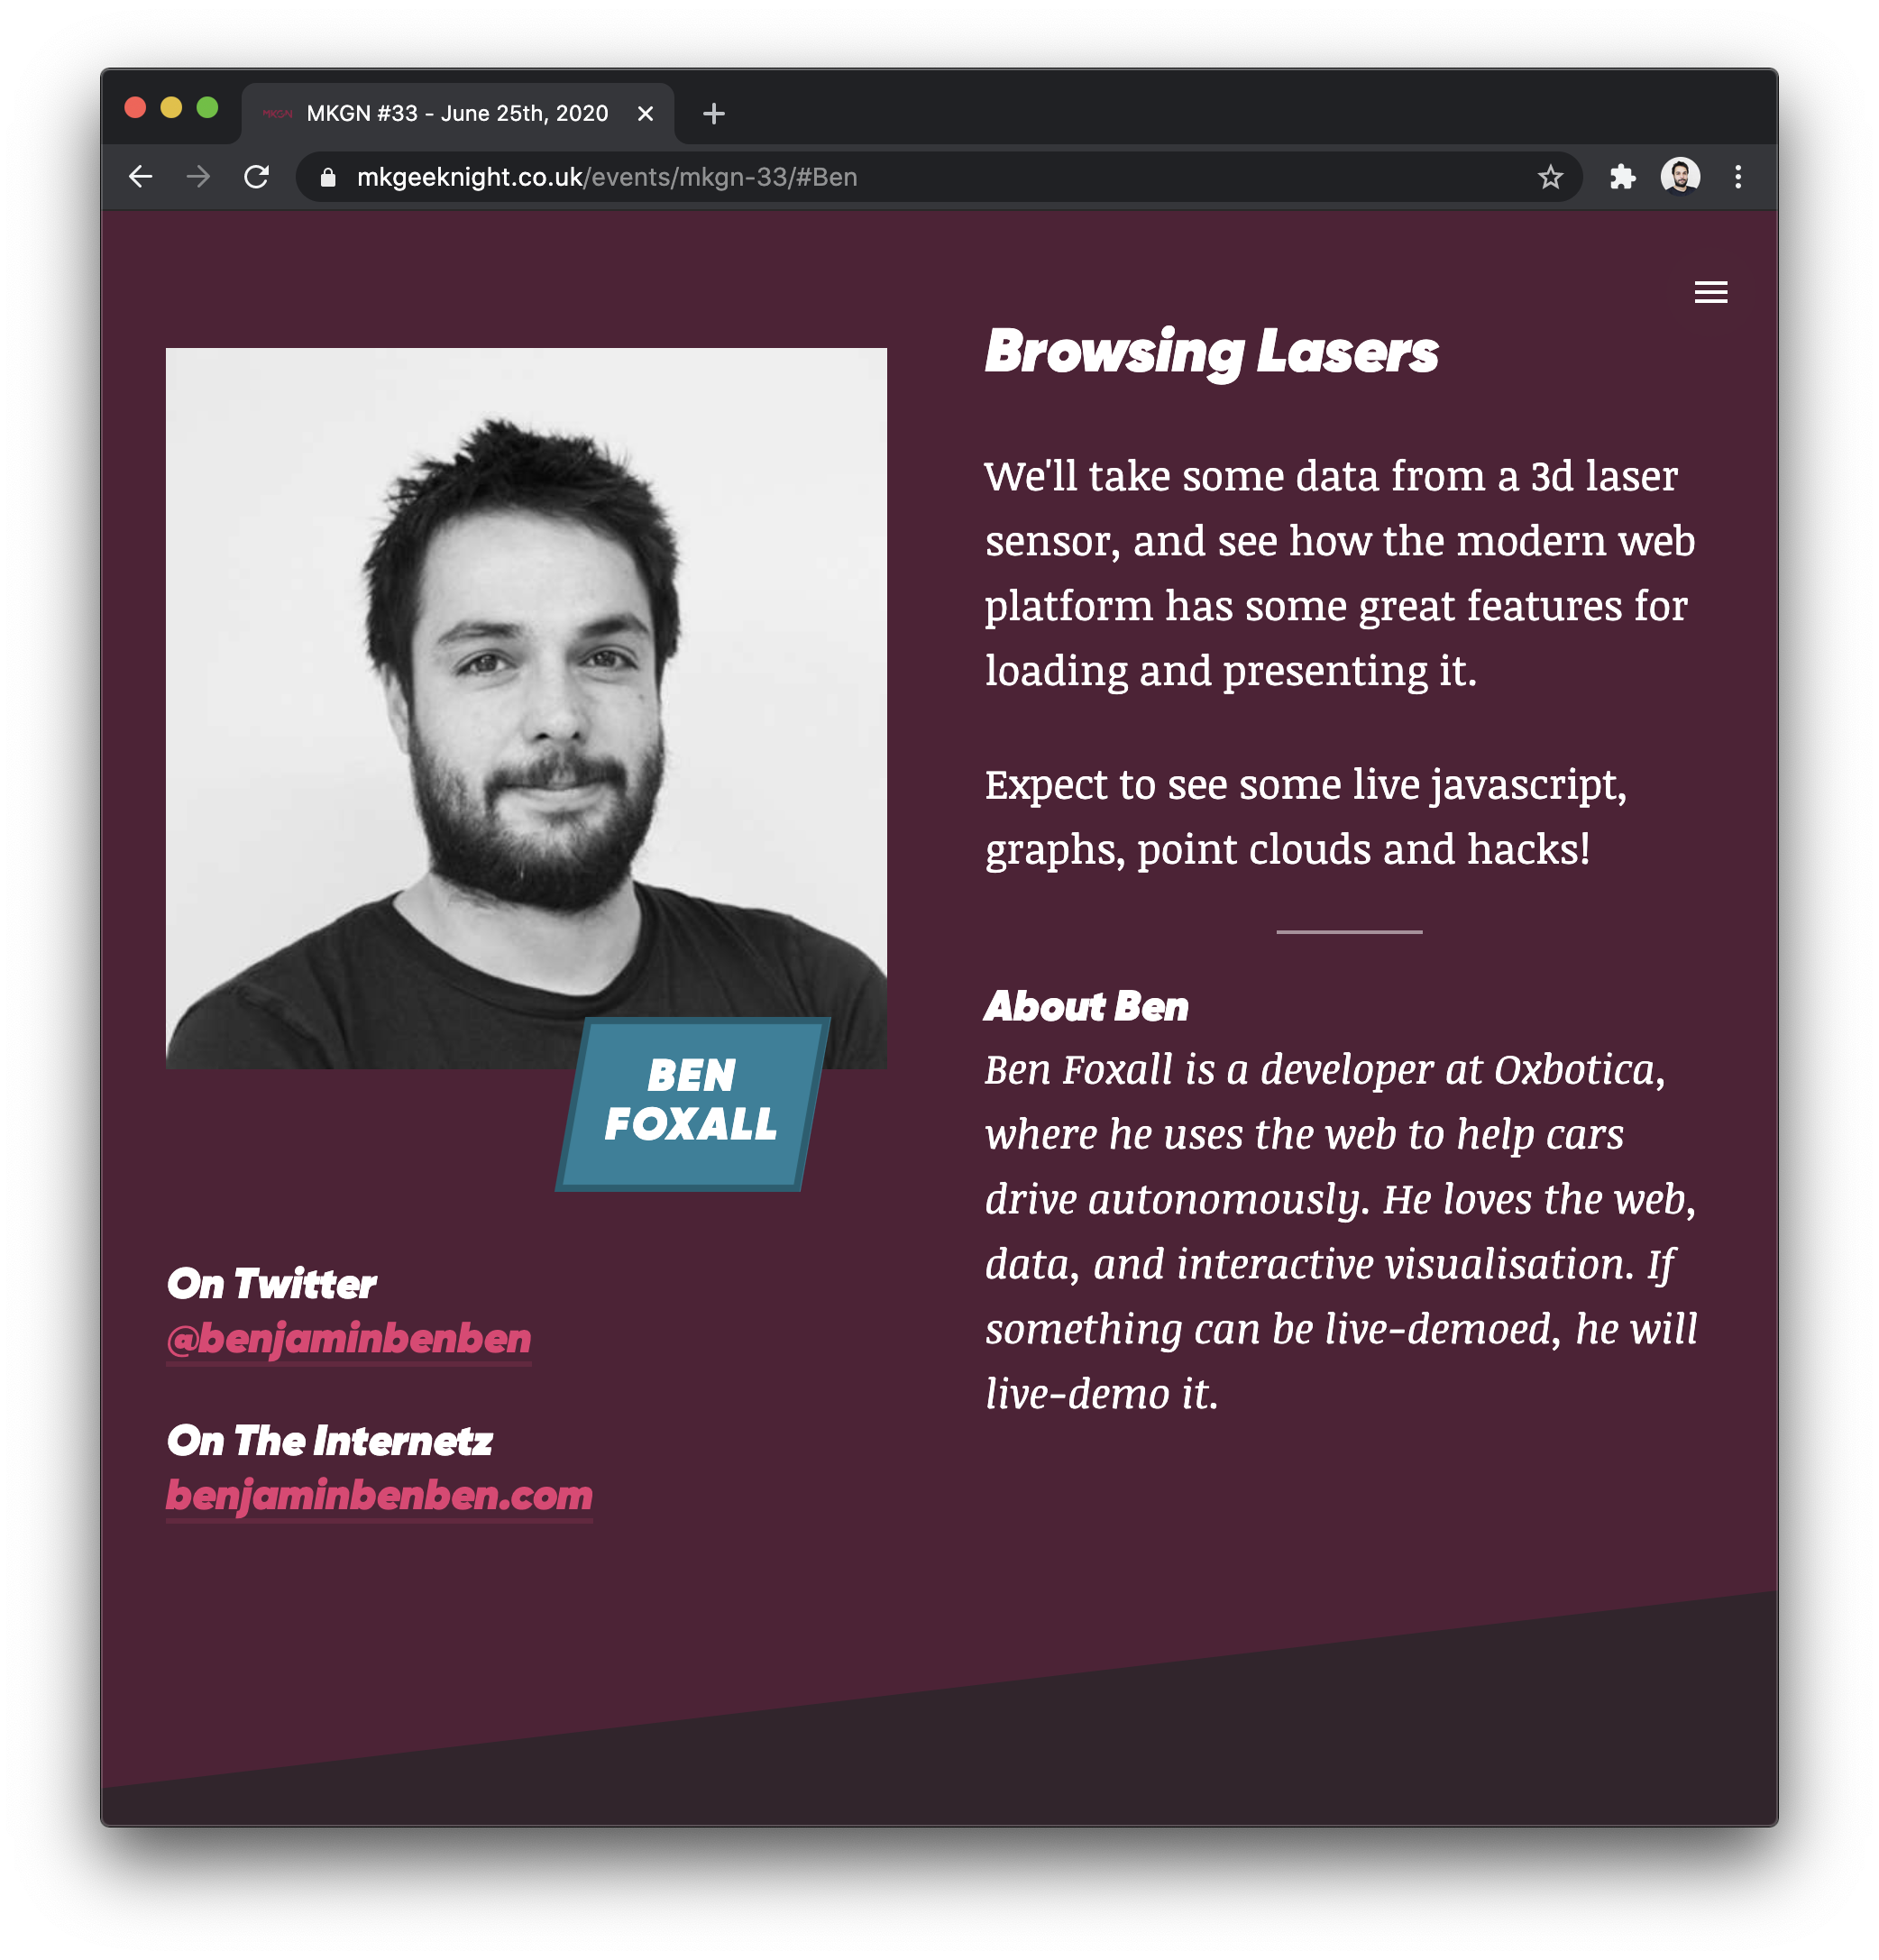 MKGN
MKGN #33 - June 25th, 2020
mkgeeknight.co.uk/events/mkgn-33/#Ben
Browsing Lasers
We'll take some data from a 3d laser
sensor, and see how the modern web
platform has some great features for
loading and presenting it.
Expect to see some live javascript,
graphs, point clouds and hacks!
BEN
FOXALL
About Ben
Ben Foxall is a developer at Oxbotica,
where he uses the web to help cars
drive autonomously. He loves the web,
data, and interactive visualisation. If
something can be live-demoed, he will
live-demo it.
On Twitter
@benjaminbenben
On The Internetz
benjaminbenben.com